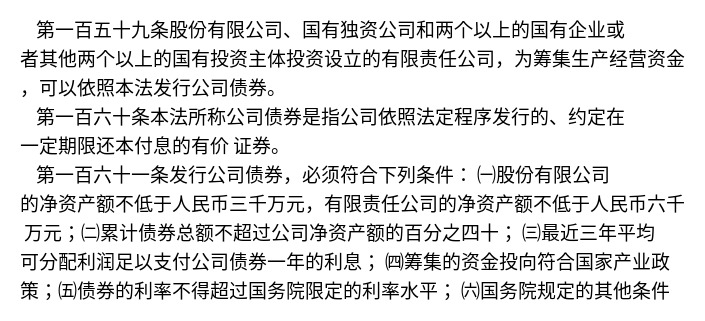 第一百五十九条股份有限公司、国有独资公司和两个以上的国有企业或
者其他两个以上的国有投资主体投资设立的有限责任公司，为筹集生产经营资金
，可以依照本法发行公司债券。
第一百六十条本法所称公司债券是指公司依照法定程序发行的、约定在
一定期限还本付息的有价 证券。
第一百六十一条发行公司债券，必须符合下列条件： ㈠股份有限公司
的净资产额不低于人民币三千万元，有限责任公司的净资产额不低于人民币六千
万元；㈡累计债券总额不超过公司净资产额的百分之四十； ㈢最近三年平均
可分配利润足以支付公司债券一年的利息； ㈣筹集的资金投向符合国家产业政
策；㈤债券的利率不得超过国务院限定的利率水平； ㈥国务院规定的其他条件